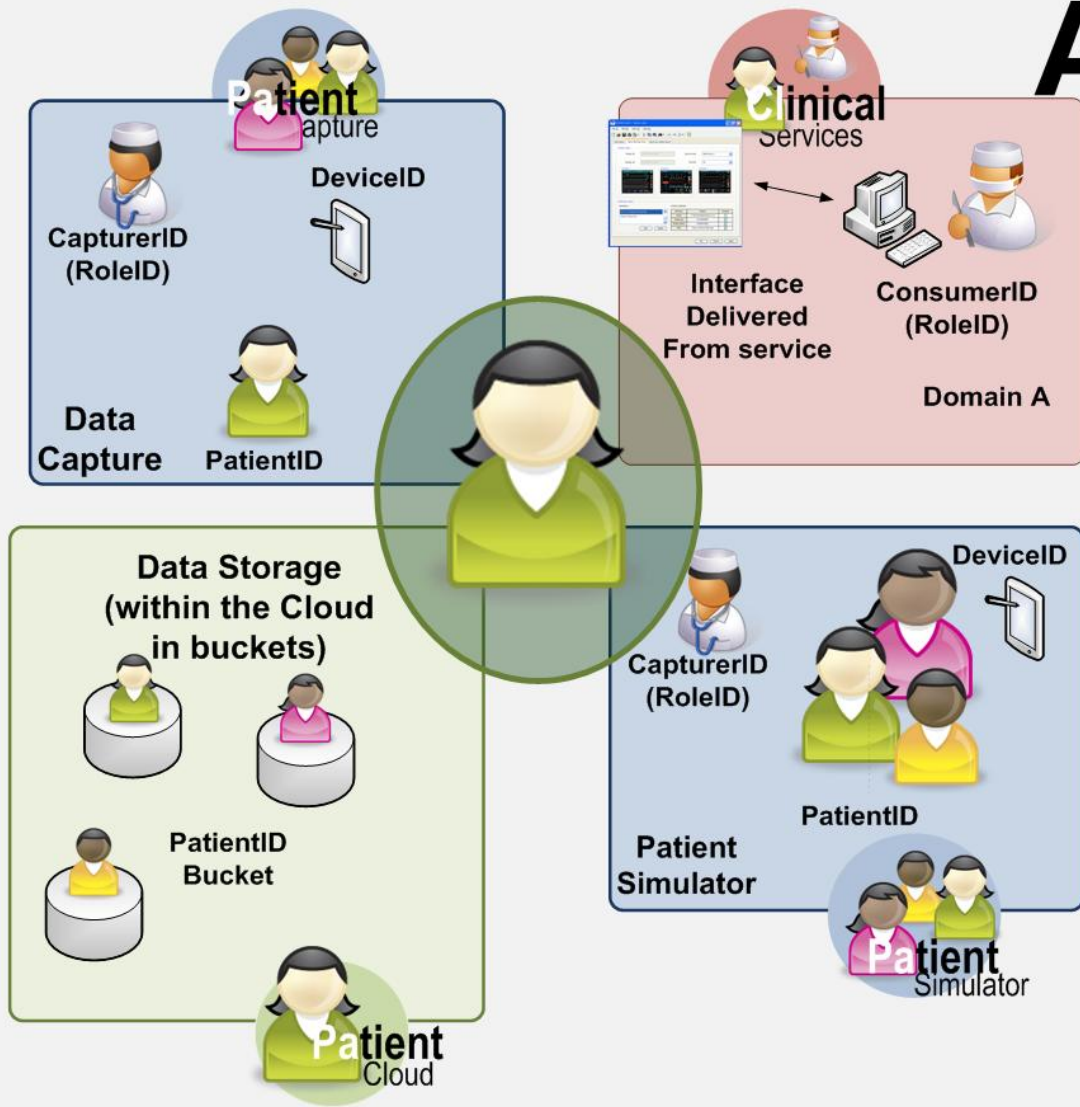 A
Patient
Capture
CapturerID
(RoleID)
DeviceID
Data
Capture
PatientID
Clinical
Services
Interface
Delivered
From service
ConsumerID
(RoleID)
Domain A
Data Storage
(within the Cloud
in buckets)
PatientID
Bucket
Patient
Cloud
CapturerID
(RoleID)
DeviceID
PatientID
Patient
Simulator
Patient
Simulator